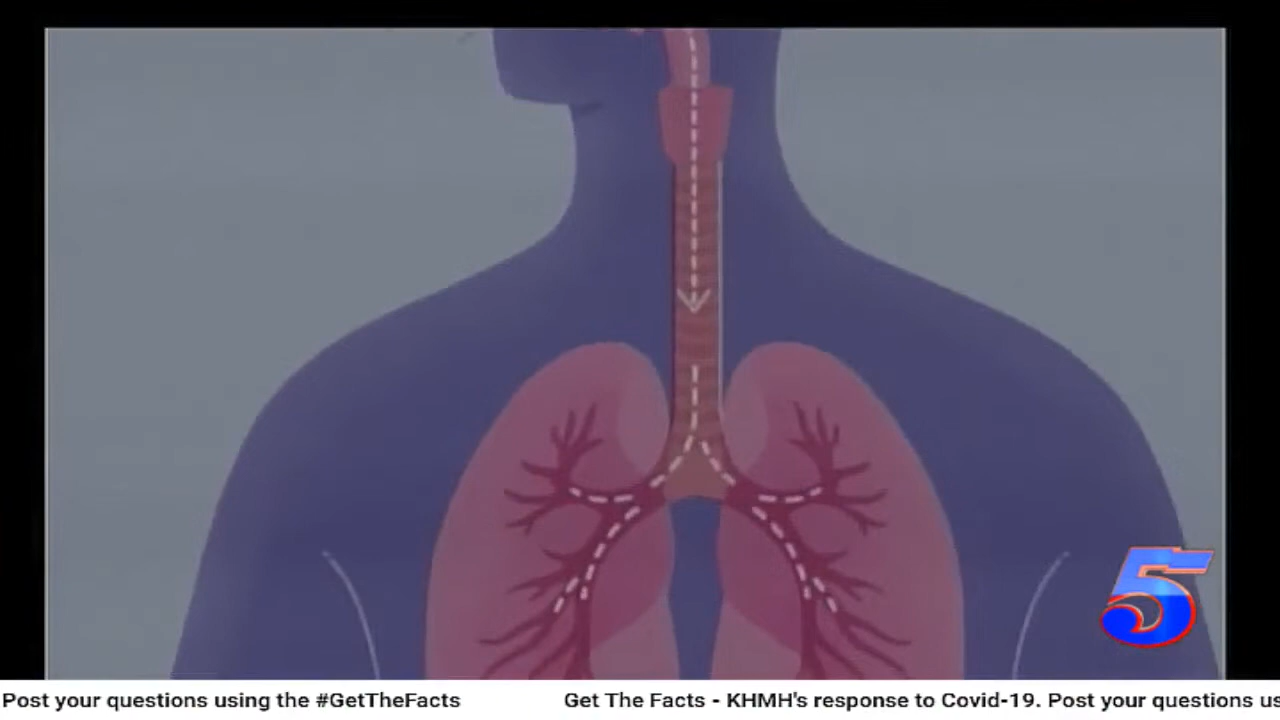 5
Post your questions using the #GetTheFacts Get The Facts - KHMH's response to Covid-19. Post your questions us